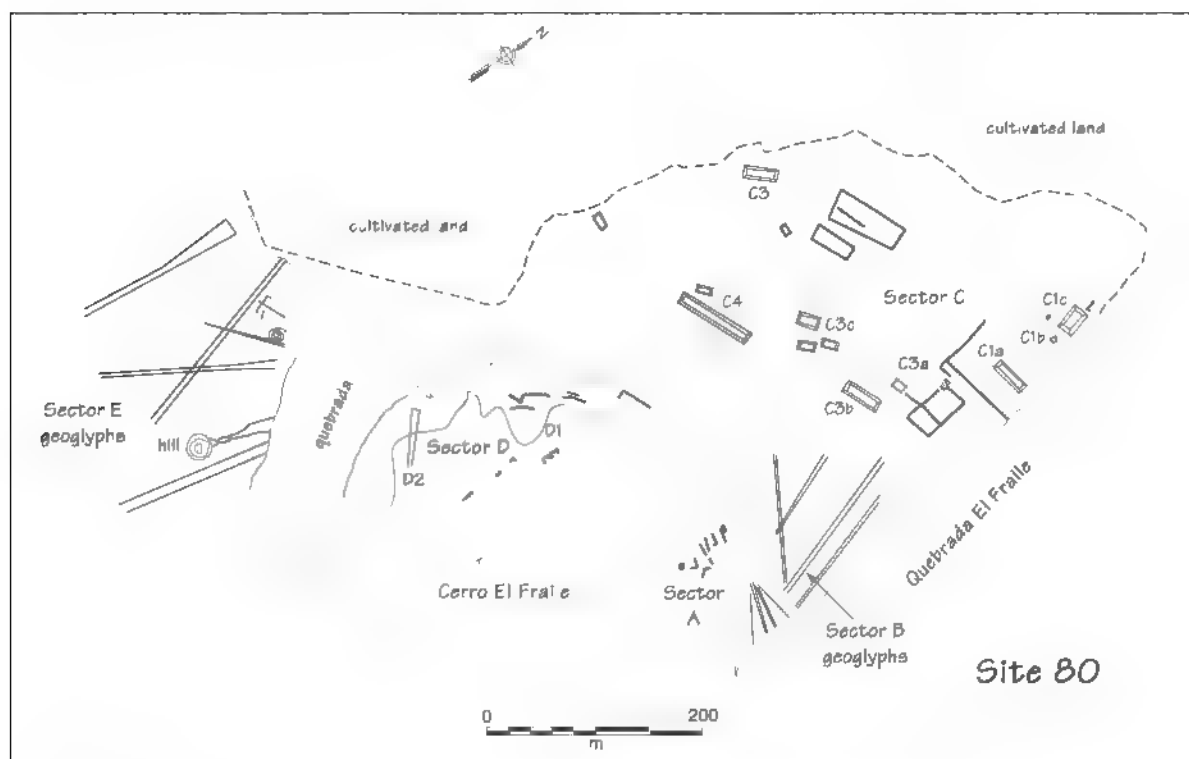 N
cultivated land
C3
cultivated land
Sector C
C4
C1c
C3c
C1b
C3a
C1a
C3b
Sector E
geoglyphs
quebrada
hill
Sector D
D1
D2
Quebrada El Fraile
Cerro El Fraile
Sector
A
Sector B
geoglyphs
Site 80
0
200
m